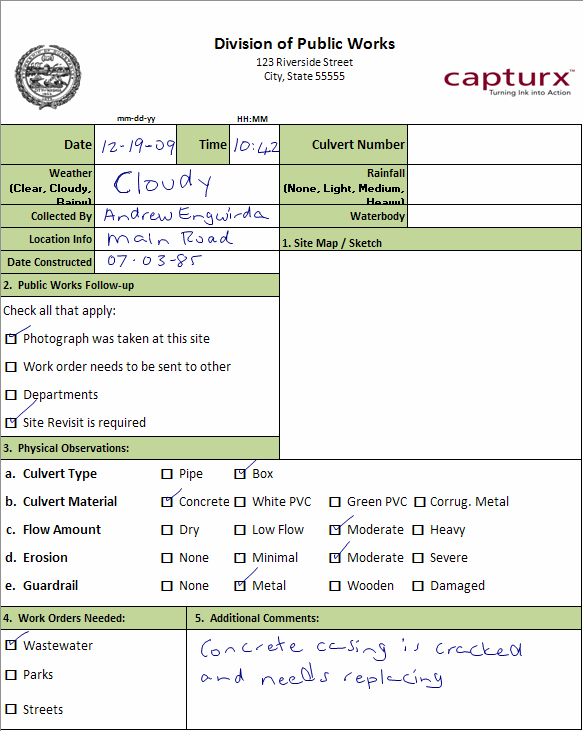 Division of Public Works
123 Riverside Street
City, State 55555
capturx™
Turning Ink into Action
mm-dd-yy HH:MM
Date 12-19-09 Time 10:42 Culvert Number
Weather (Clear, Cloudy, Rainy) Cloudy Rainfall (None, Light, Medium, Heavy)
Collected By Andrew Engwirda Waterbody
Location Info Main Road
1. Site Map / Sketch
Date Constructed 07-03-85
2. Public Works Follow-up
Check all that apply:
Photograph was taken at this site
Work order needs to be sent to other
Departments
Site Revisit is required
3. Physical Observations:
a. Culvert Type Pipe Box
b. Culvert Material Concrete White PVC Green PVC Corrug. Metal
c. Flow Amount Dry Low Flow Moderate Heavy
d. Erosion None Minimal Moderate Severe
e. Guardrail None Metal Wooden Damaged
4. Work Orders Needed: 5. Additional Comments:
Wastewater
Parks
Streets
Concrete casing is cracked
and needs replacing